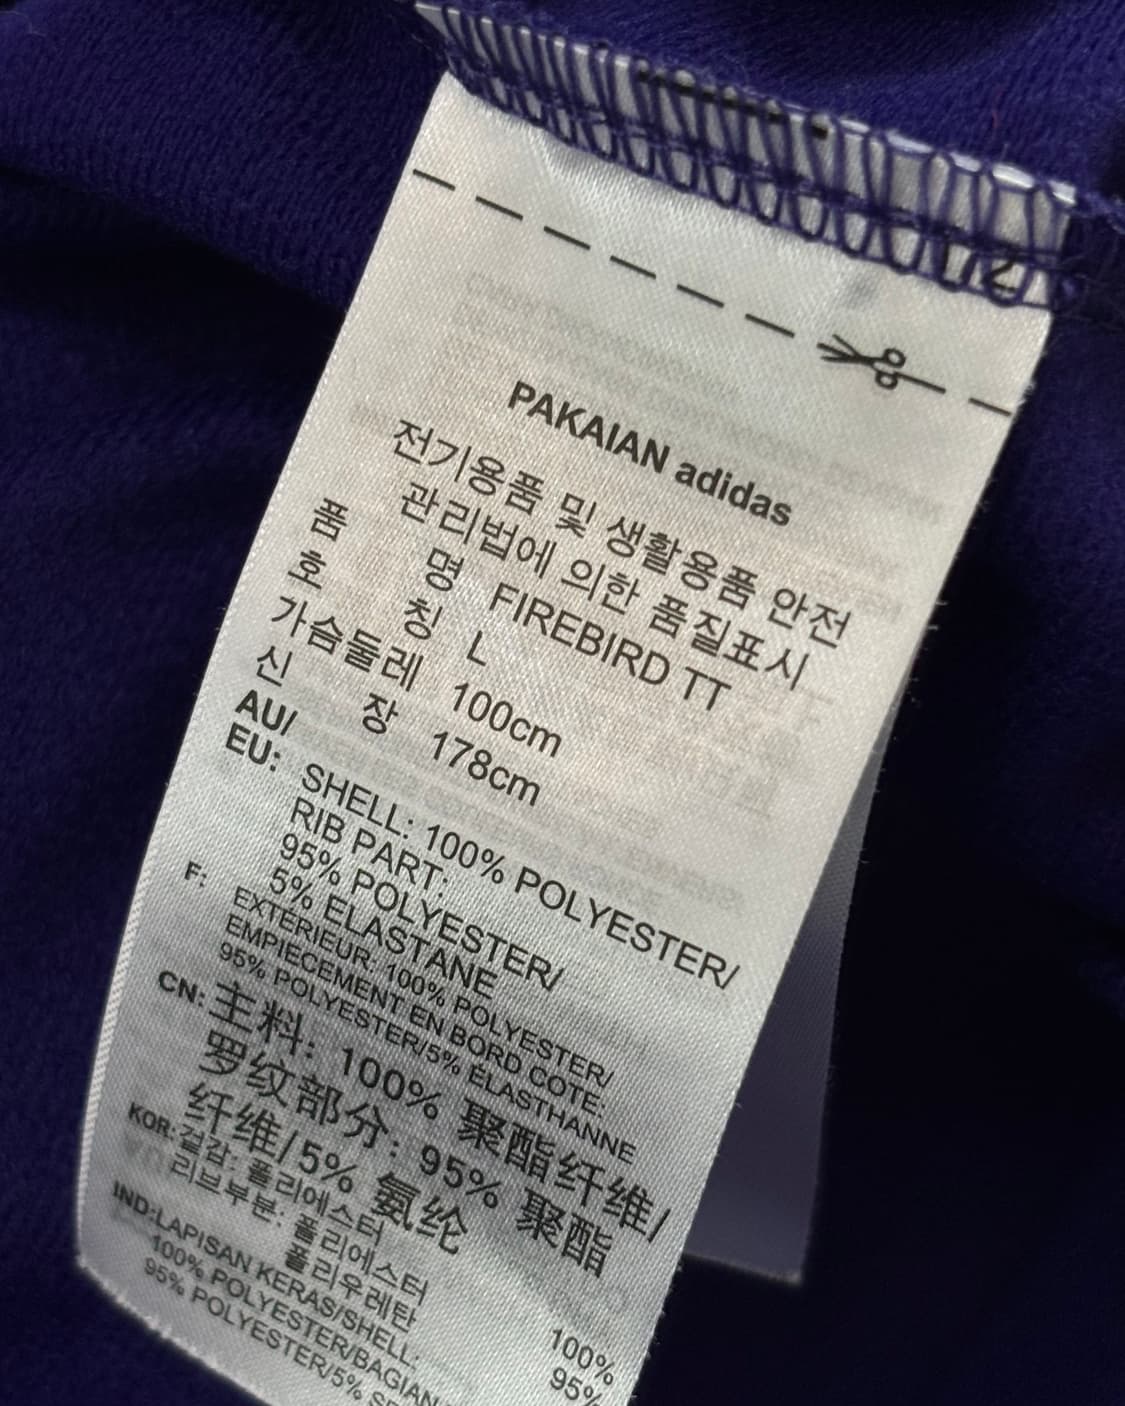 1/2
PAKAIAN adidas
전기용품 및 생활용품 안전
관리법에 의한 품질표시
품 명 FIREBIRD TT
호 칭 L
가슴둘레 100cm
신 장 178cm
AU/
EU: SHELL: 100% POLYESTER/
RIB PART:
95% POLYESTER/
5% ELASTANE
F: EXTÉRIEUR: 100% POLYESTER/
EMPIECEMENT EN BORD COTE:
95% POLYESTER/5% ÉLASTHANNE
CN: 主料: 100% 聚酯纤维/
罗纹部分: 95% 聚酯
纤维/5% 氨纶
KOR: 겉감: 폴리에스터 100%
리브부분: 폴리에스터 95%
폴리우레탄
IND: LAPISAN KERAS/SHELL:
100% POLYESTER/BAGIAN
95% POLYESTER/5%